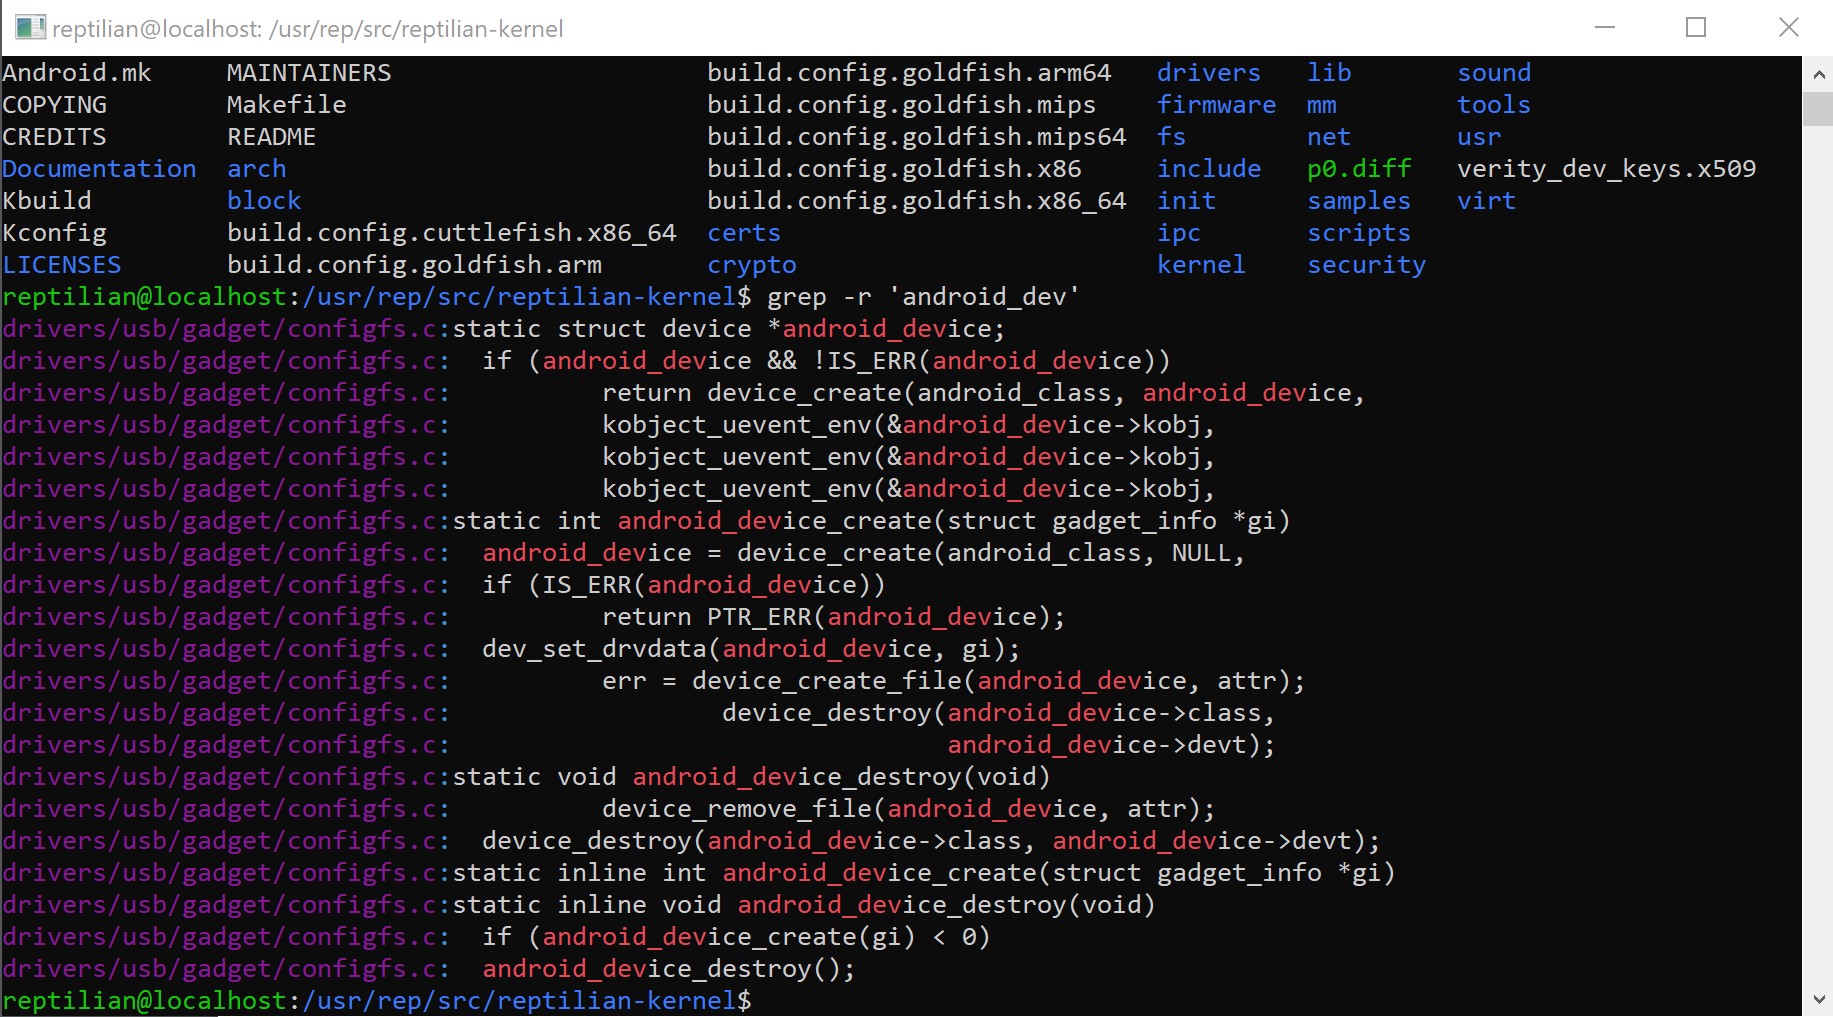 reptilian@localhost: /usr/rep/src/reptilian-kernel
Android.mk MAINTAINERS build.config.goldfish.arm64 drivers lib sound
COPYING Makefile build.config.goldfish.mips firmware mm tools
CREDITS README build.config.goldfish.mips64 fs net usr
Documentation arch build.config.goldfish.x86 include p0.diff verity_dev_keys.x509
Kbuild block build.config.goldfish.x86_64 init samples virt
Kconfig build.config.cuttlefish.x86_64 certs ipc scripts
LICENSES build.config.goldfish.arm crypto kernel security
reptilian@localhost:/usr/rep/src/reptilian-kernel$ grep -r 'android_dev'
drivers/usb/gadget/configfs.c:static struct device *android_device;
drivers/usb/gadget/configfs.c: if (android_device && !IS_ERR(android_device))
drivers/usb/gadget/configfs.c: return device_create(android_class, android_device,
drivers/usb/gadget/configfs.c: kobject_uevent_env(&android_device->kobj,
drivers/usb/gadget/configfs.c: kobject_uevent_env(&android_device->kobj,
drivers/usb/gadget/configfs.c: kobject_uevent_env(&android_device->kobj,
drivers/usb/gadget/configfs.c:static int android_device_create(struct gadget_info *gi)
drivers/usb/gadget/configfs.c: android_device = device_create(android_class, NULL,
drivers/usb/gadget/configfs.c: if (IS_ERR(android_device))
drivers/usb/gadget/configfs.c: return PTR_ERR(android_device);
drivers/usb/gadget/configfs.c: dev_set_drvdata(android_device, gi);
drivers/usb/gadget/configfs.c: err = device_create_file(android_device, attr);
drivers/usb/gadget/configfs.c: device_destroy(android_device->class,
drivers/usb/gadget/configfs.c: android_device->devt);
drivers/usb/gadget/configfs.c:static void android_device_destroy(void)
drivers/usb/gadget/configfs.c: device_remove_file(android_device, attr);
drivers/usb/gadget/configfs.c: device_destroy(android_device->class, android_device->devt);
drivers/usb/gadget/configfs.c:static inline int android_device_create(struct gadget_info *gi)
drivers/usb/gadget/configfs.c:static inline void android_device_destroy(void)
drivers/usb/gadget/configfs.c: if (android_device_create(gi) < 0)
drivers/usb/gadget/configfs.c: android_device_destroy();
reptilian@localhost:/usr/rep/src/reptilian-kernel$